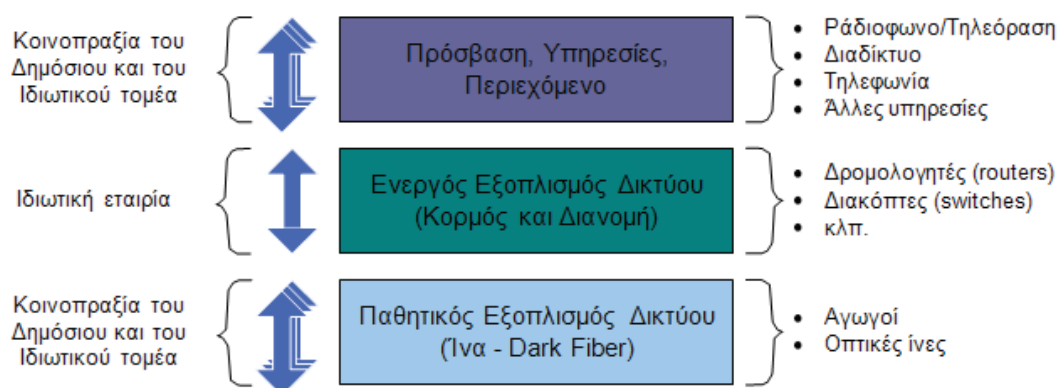 Κοινοπραξία του
Δημόσιου και του
Ιδιωτικού τομέα
Πρόσβαση, Υπηρεσίες,
Περιεχόμενο
• Ράδιοφωνο/Τηλεόραση
• Διαδίκτυο
• Τηλεφωνία
• Άλλες υπηρεσίες
Ιδιωτική εταιρία
Ενεργός Εξοπλισμός Δικτύου
(Κορμός και Διανομή)
• Δρομολογητές (routers)
• Διακόπτες (switches)
• κλπ.
Κοινοπραξία του
Δημόσιου και του
Ιδιωτικού τομέα
Παθητικός Εξοπλισμός Δικτύου
(Ίνα - Dark Fiber)
• Αγωγοί
• Οπτικές ίνες